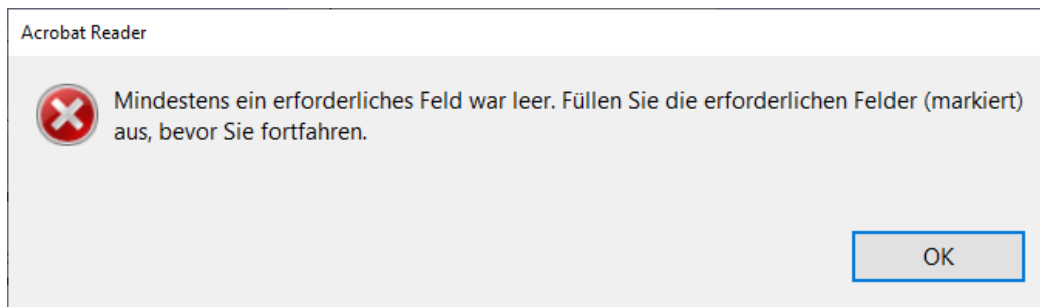 Acrobat Reader
Mindestens ein erforderliches Feld war leer. Füllen Sie die erforderlichen Felder (markiert)
aus, bevor Sie fortfahren.
OK